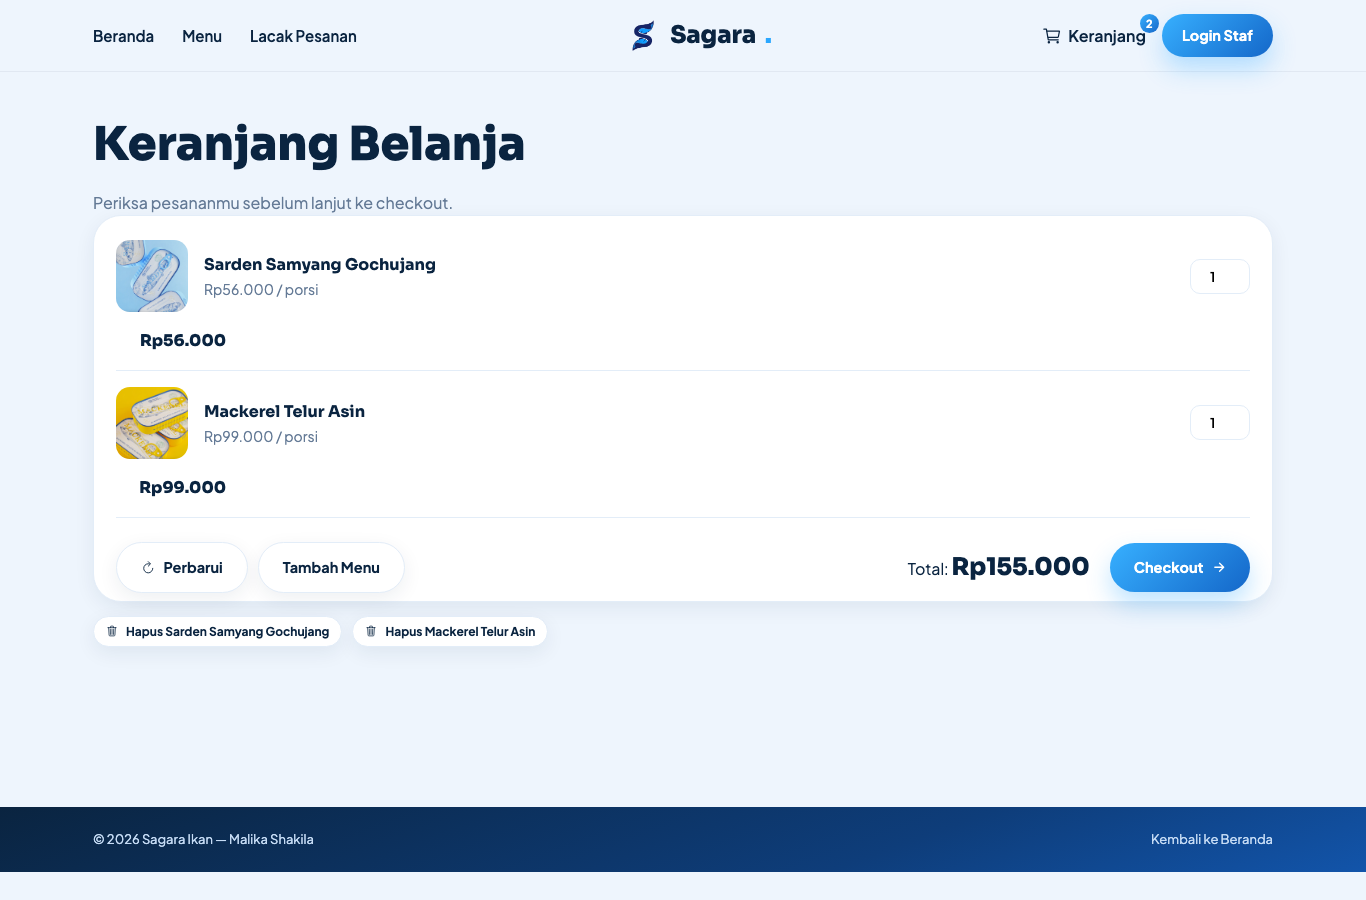 Beranda Menu Lacak Pesanan Sagara . Keranjang 2 Login Staf
Keranjang Belanja
Periksa pesananmu sebelum lanjut ke checkout.
Sarden Samyang Gochujang
Rp56.000 / porsi
1
Rp56.000
Mackerel Telur Asin
Rp99.000 / porsi
1
Rp99.000
Perbarui Tambah Menu Total: Rp155.000 Checkout →
Hapus Sarden Samyang Gochujang Hapus Mackerel Telur Asin
© 2026 Sagara Ikan — Malika Shakila Kembali ke Beranda